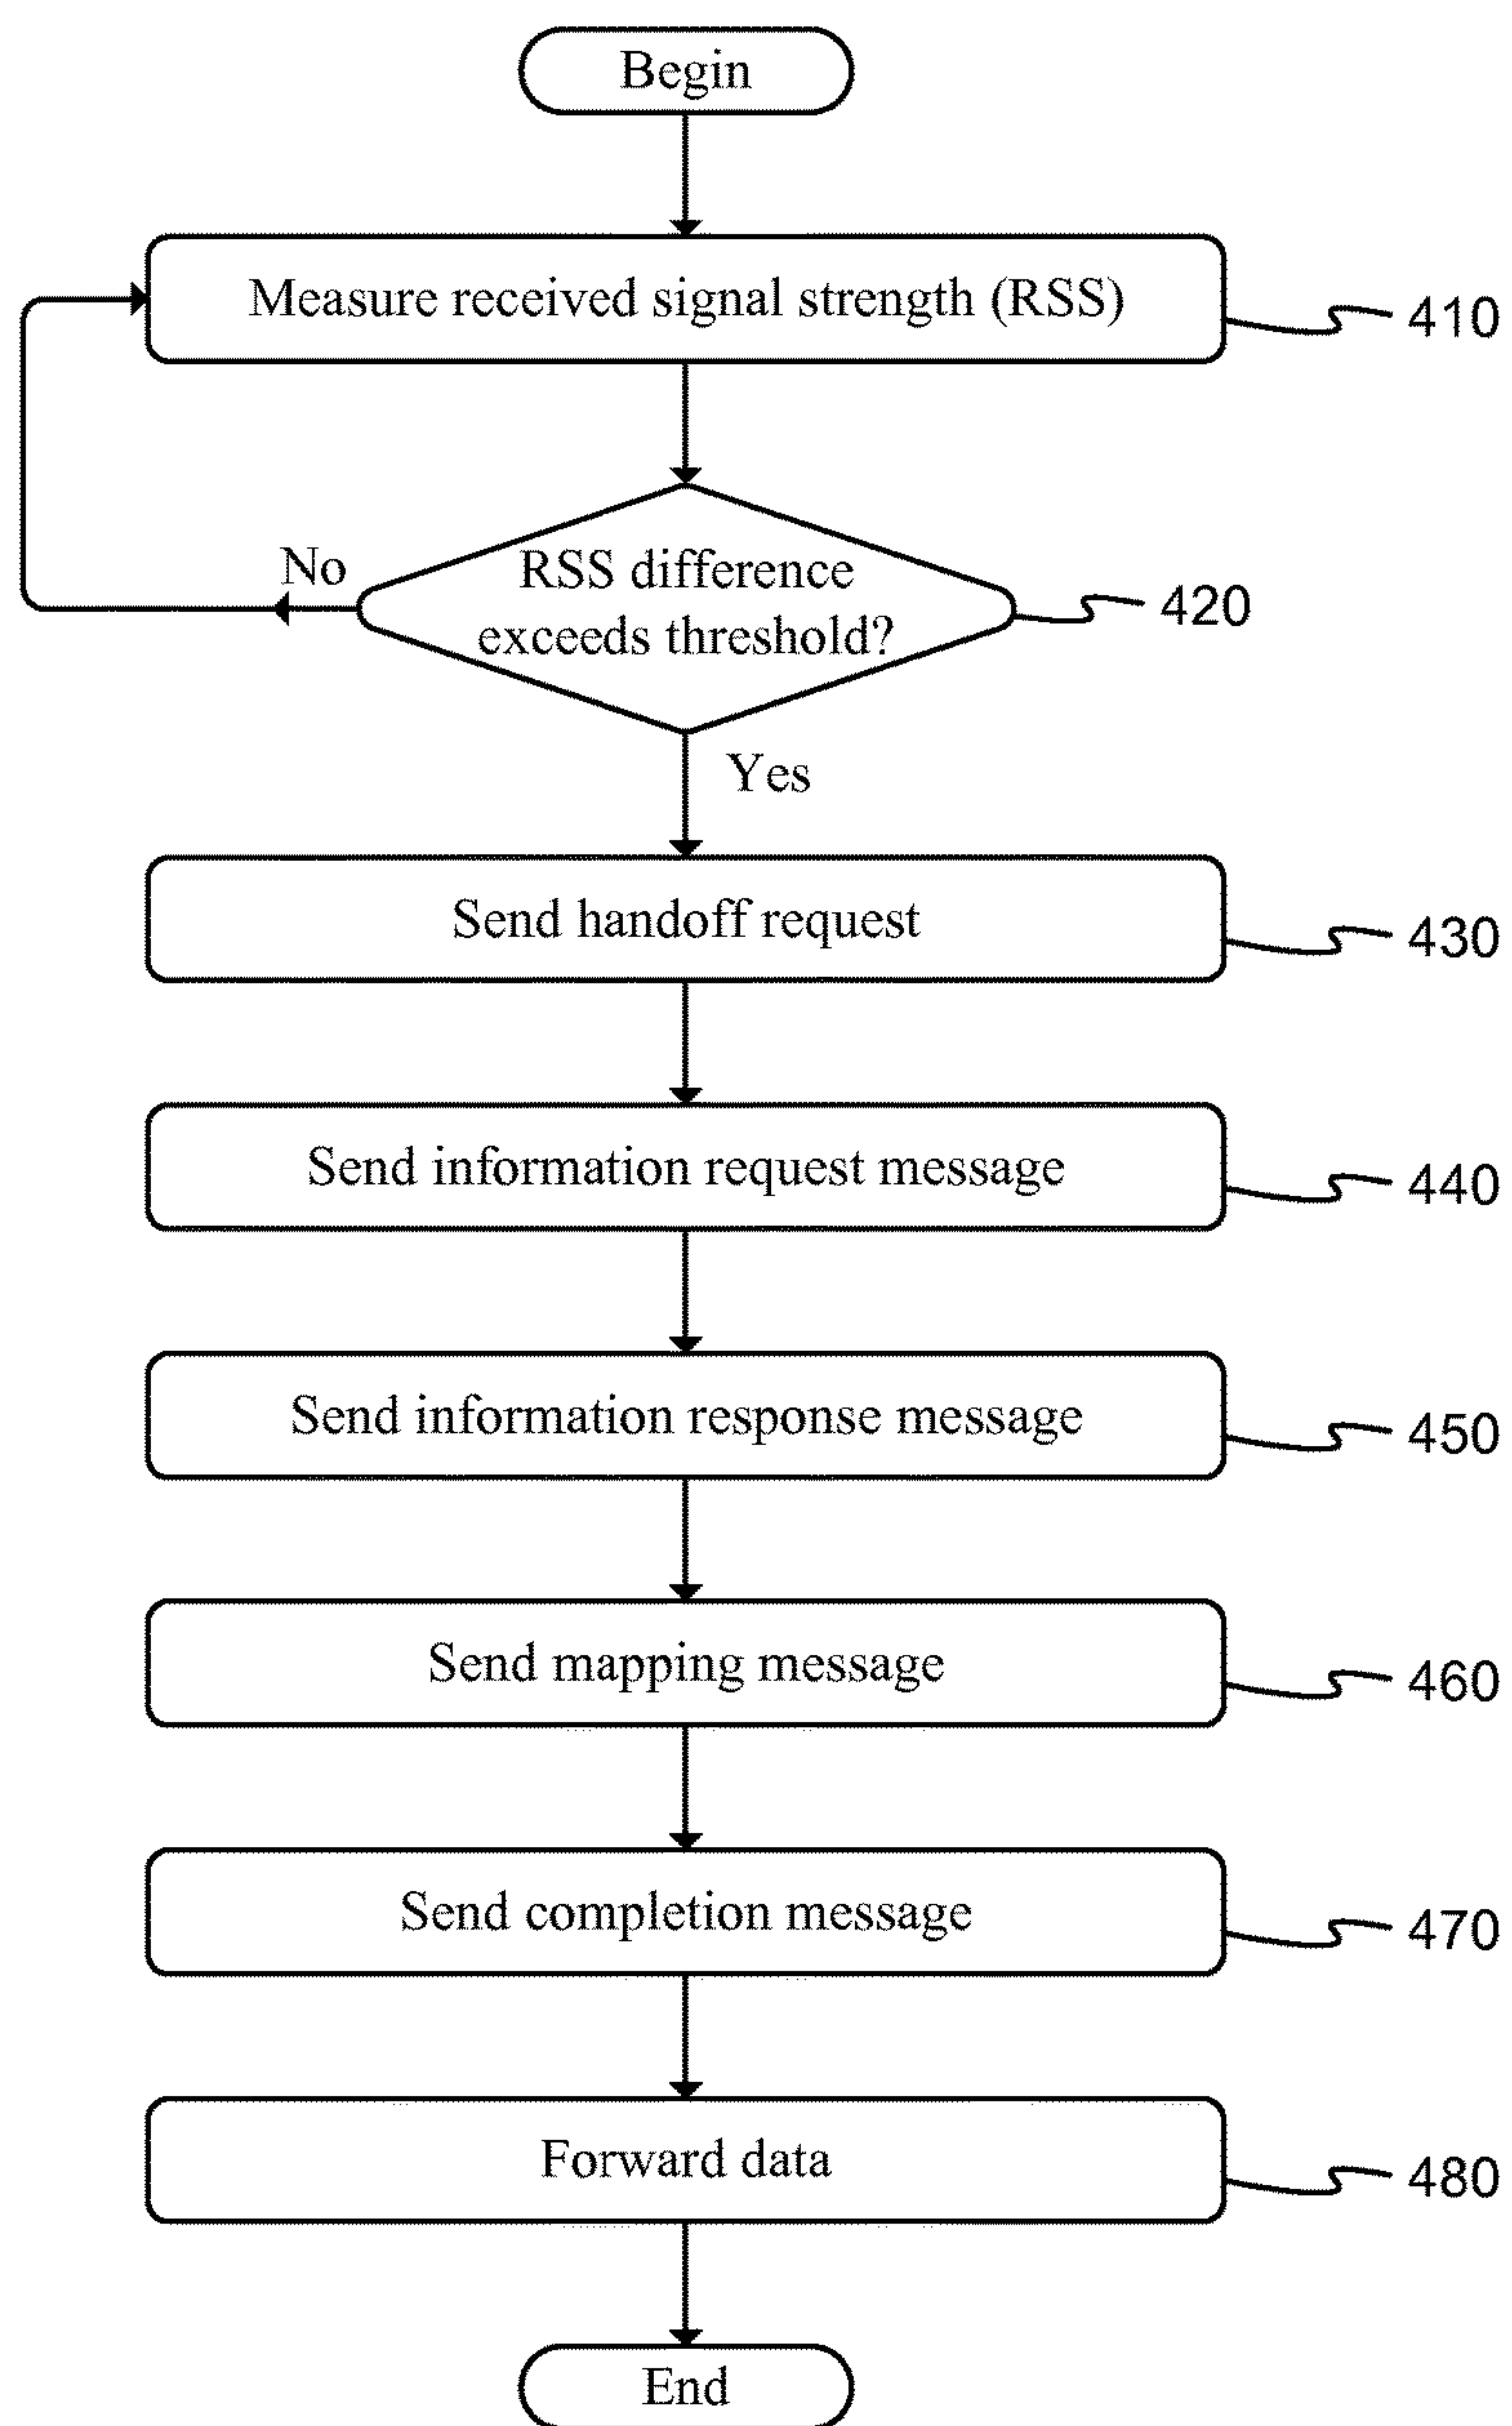 Begin
Measure received signal strength (RSS)
410
No
RSS difference
exceeds threshold?
420
Yes
Send handoff request
430
Send information request message
440
Send information response message
450
Send mapping message
460
Send completion message
470
Forward data
480
End